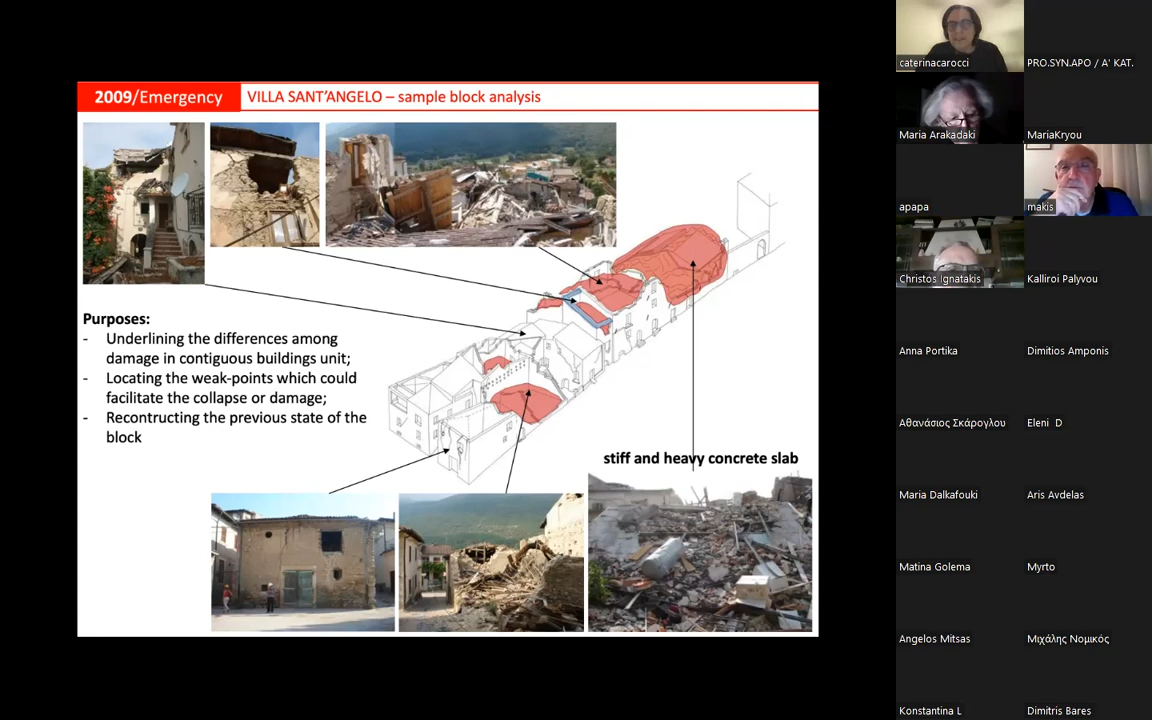 2009/Emergency
VILLA SANT'ANGELO – sample block analysis
Purposes:
- Underlining the differences among
damage in contiguous buildings unit;
- Locating the weak-points which could
facilitate the collapse or damage;
- Recontructing the previous state of the
block
stiff and heavy concrete slab
caterinacarocci
PRO.SYN.APO / A' KAT.
Maria Arakadaki
MariaKryou
apapa
makis
Christos Ignatakis
Kalliroi Palyvou
Anna Portika
Dimitios Amponis
Αθανάσιος Σκάρογλου
Eleni D
Maria Dalkafouki
Aris Avdelas
Matina Golema
Myrto
Angelos Mitsas
Μιχάλης Νομικός
Konstantina L
Dimitris Bares